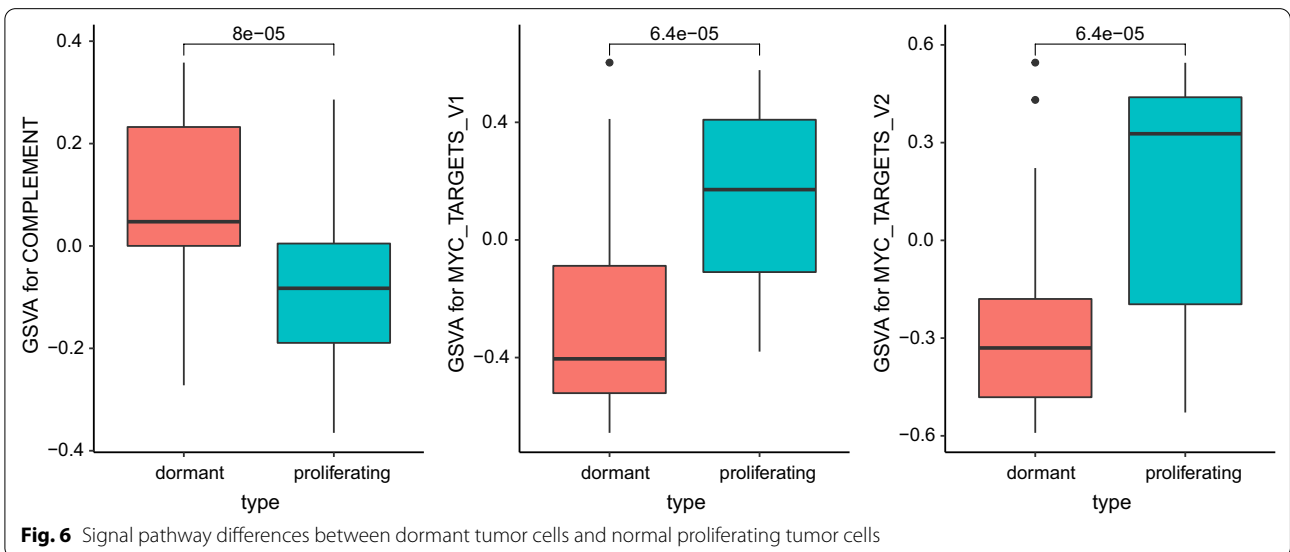 8e−05
0.4
0.2
0.0
−0.2
−0.4
GSVA for COMPLEMENT
dormant
proliferating
type
6.4e−05
0.4
0.0
−0.4
GSVA for MYC_TARGETS_V1
dormant
proliferating
type
6.4e−05
0.6
0.3
0.0
−0.3
−0.6
GSVA for MYC_TARGETS_V2
dormant
proliferating
type
Fig. 6 Signal pathway differences between dormant tumor cells and normal proliferating tumor cells